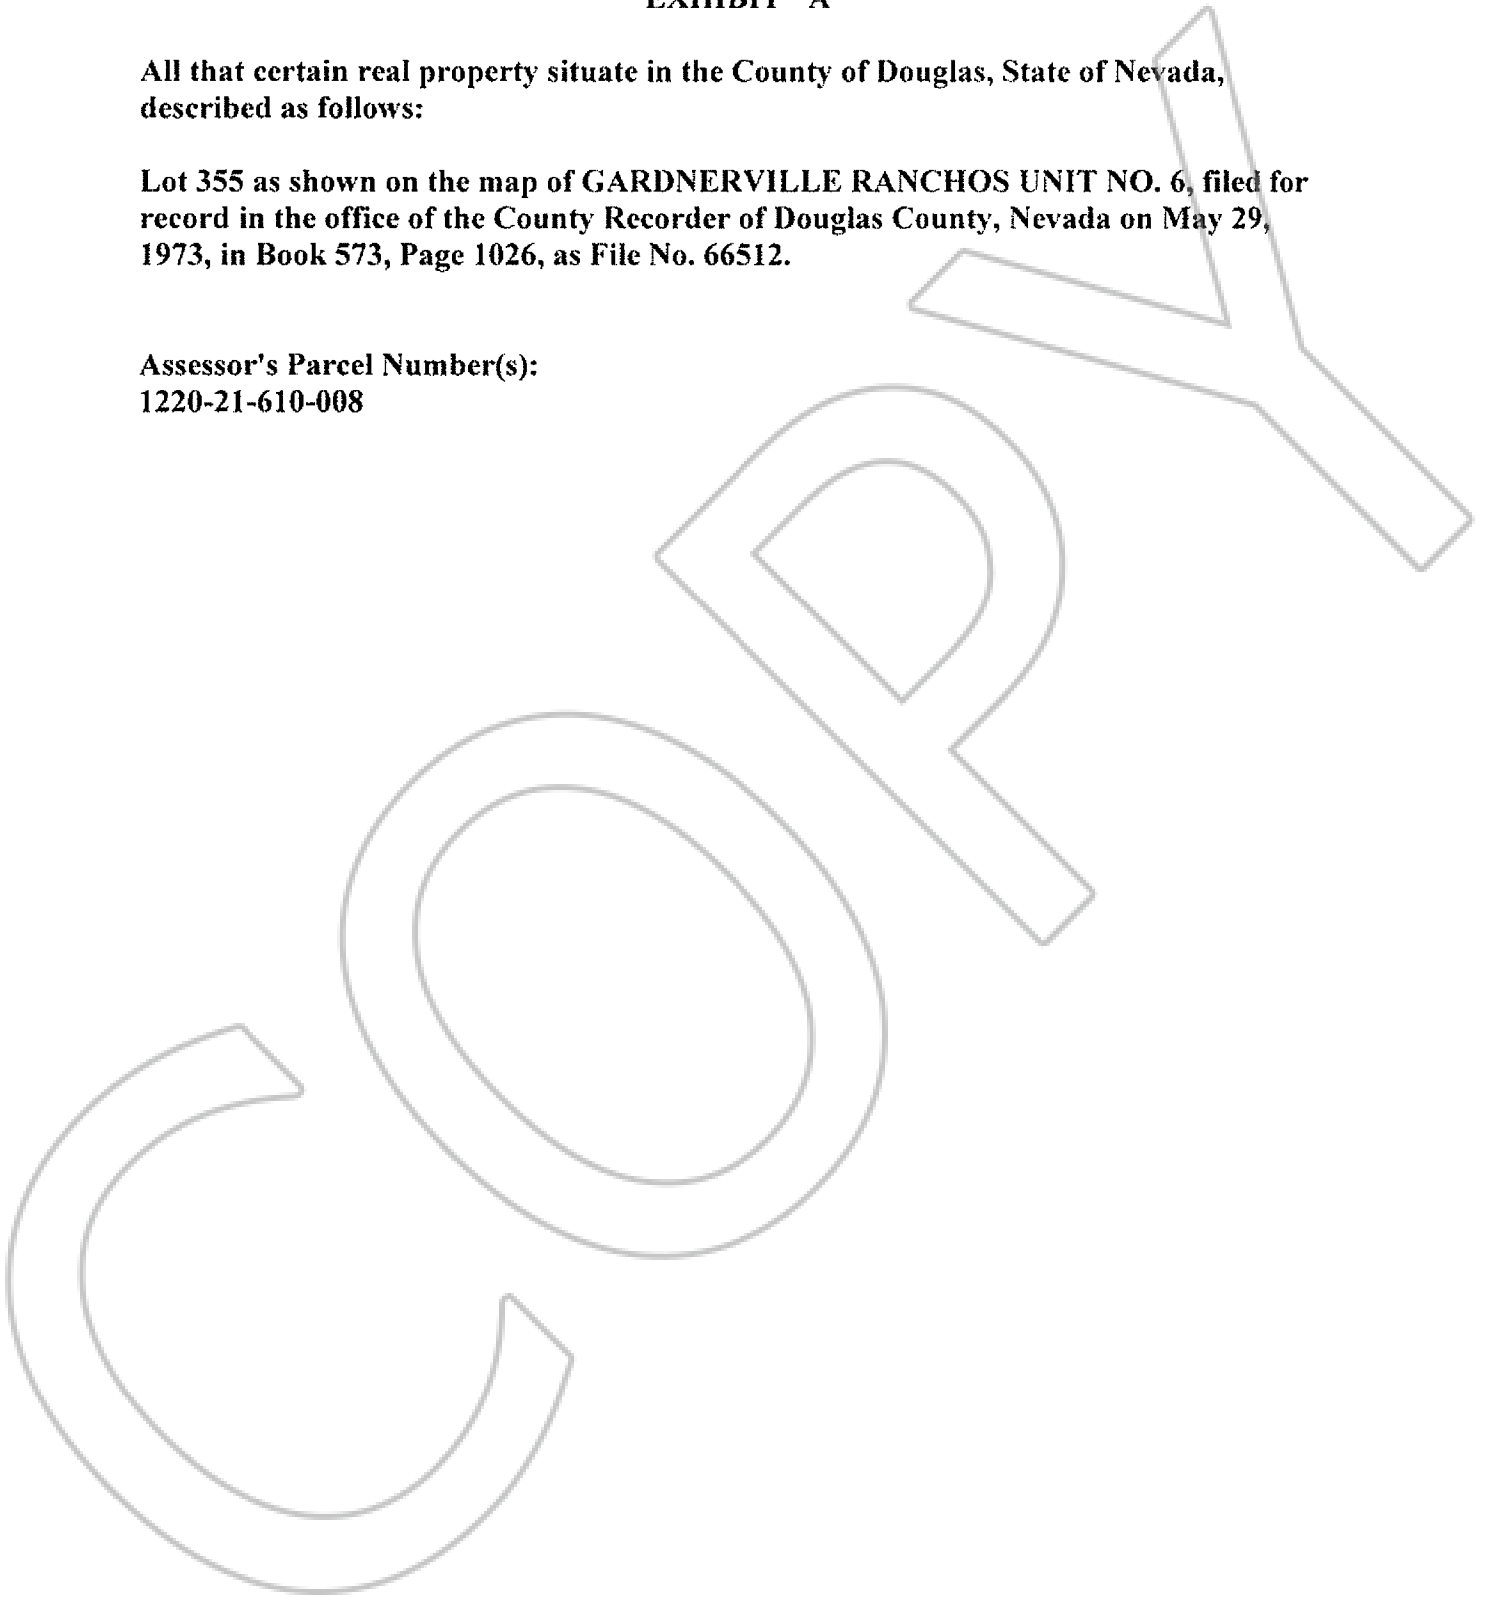 EXHIBIT "A"
All that certain real property situate in the County of Douglas, State of Nevada,
described as follows:
Lot 355 as shown on the map of GARDNERVILLE RANCHOS UNIT NO. 6, filed for
record in the office of the County Recorder of Douglas County, Nevada on May 29,
1973, in Book 573, Page 1026, as File No. 66512.
Assessor's Parcel Number(s):
1220-21-610-008
COPY